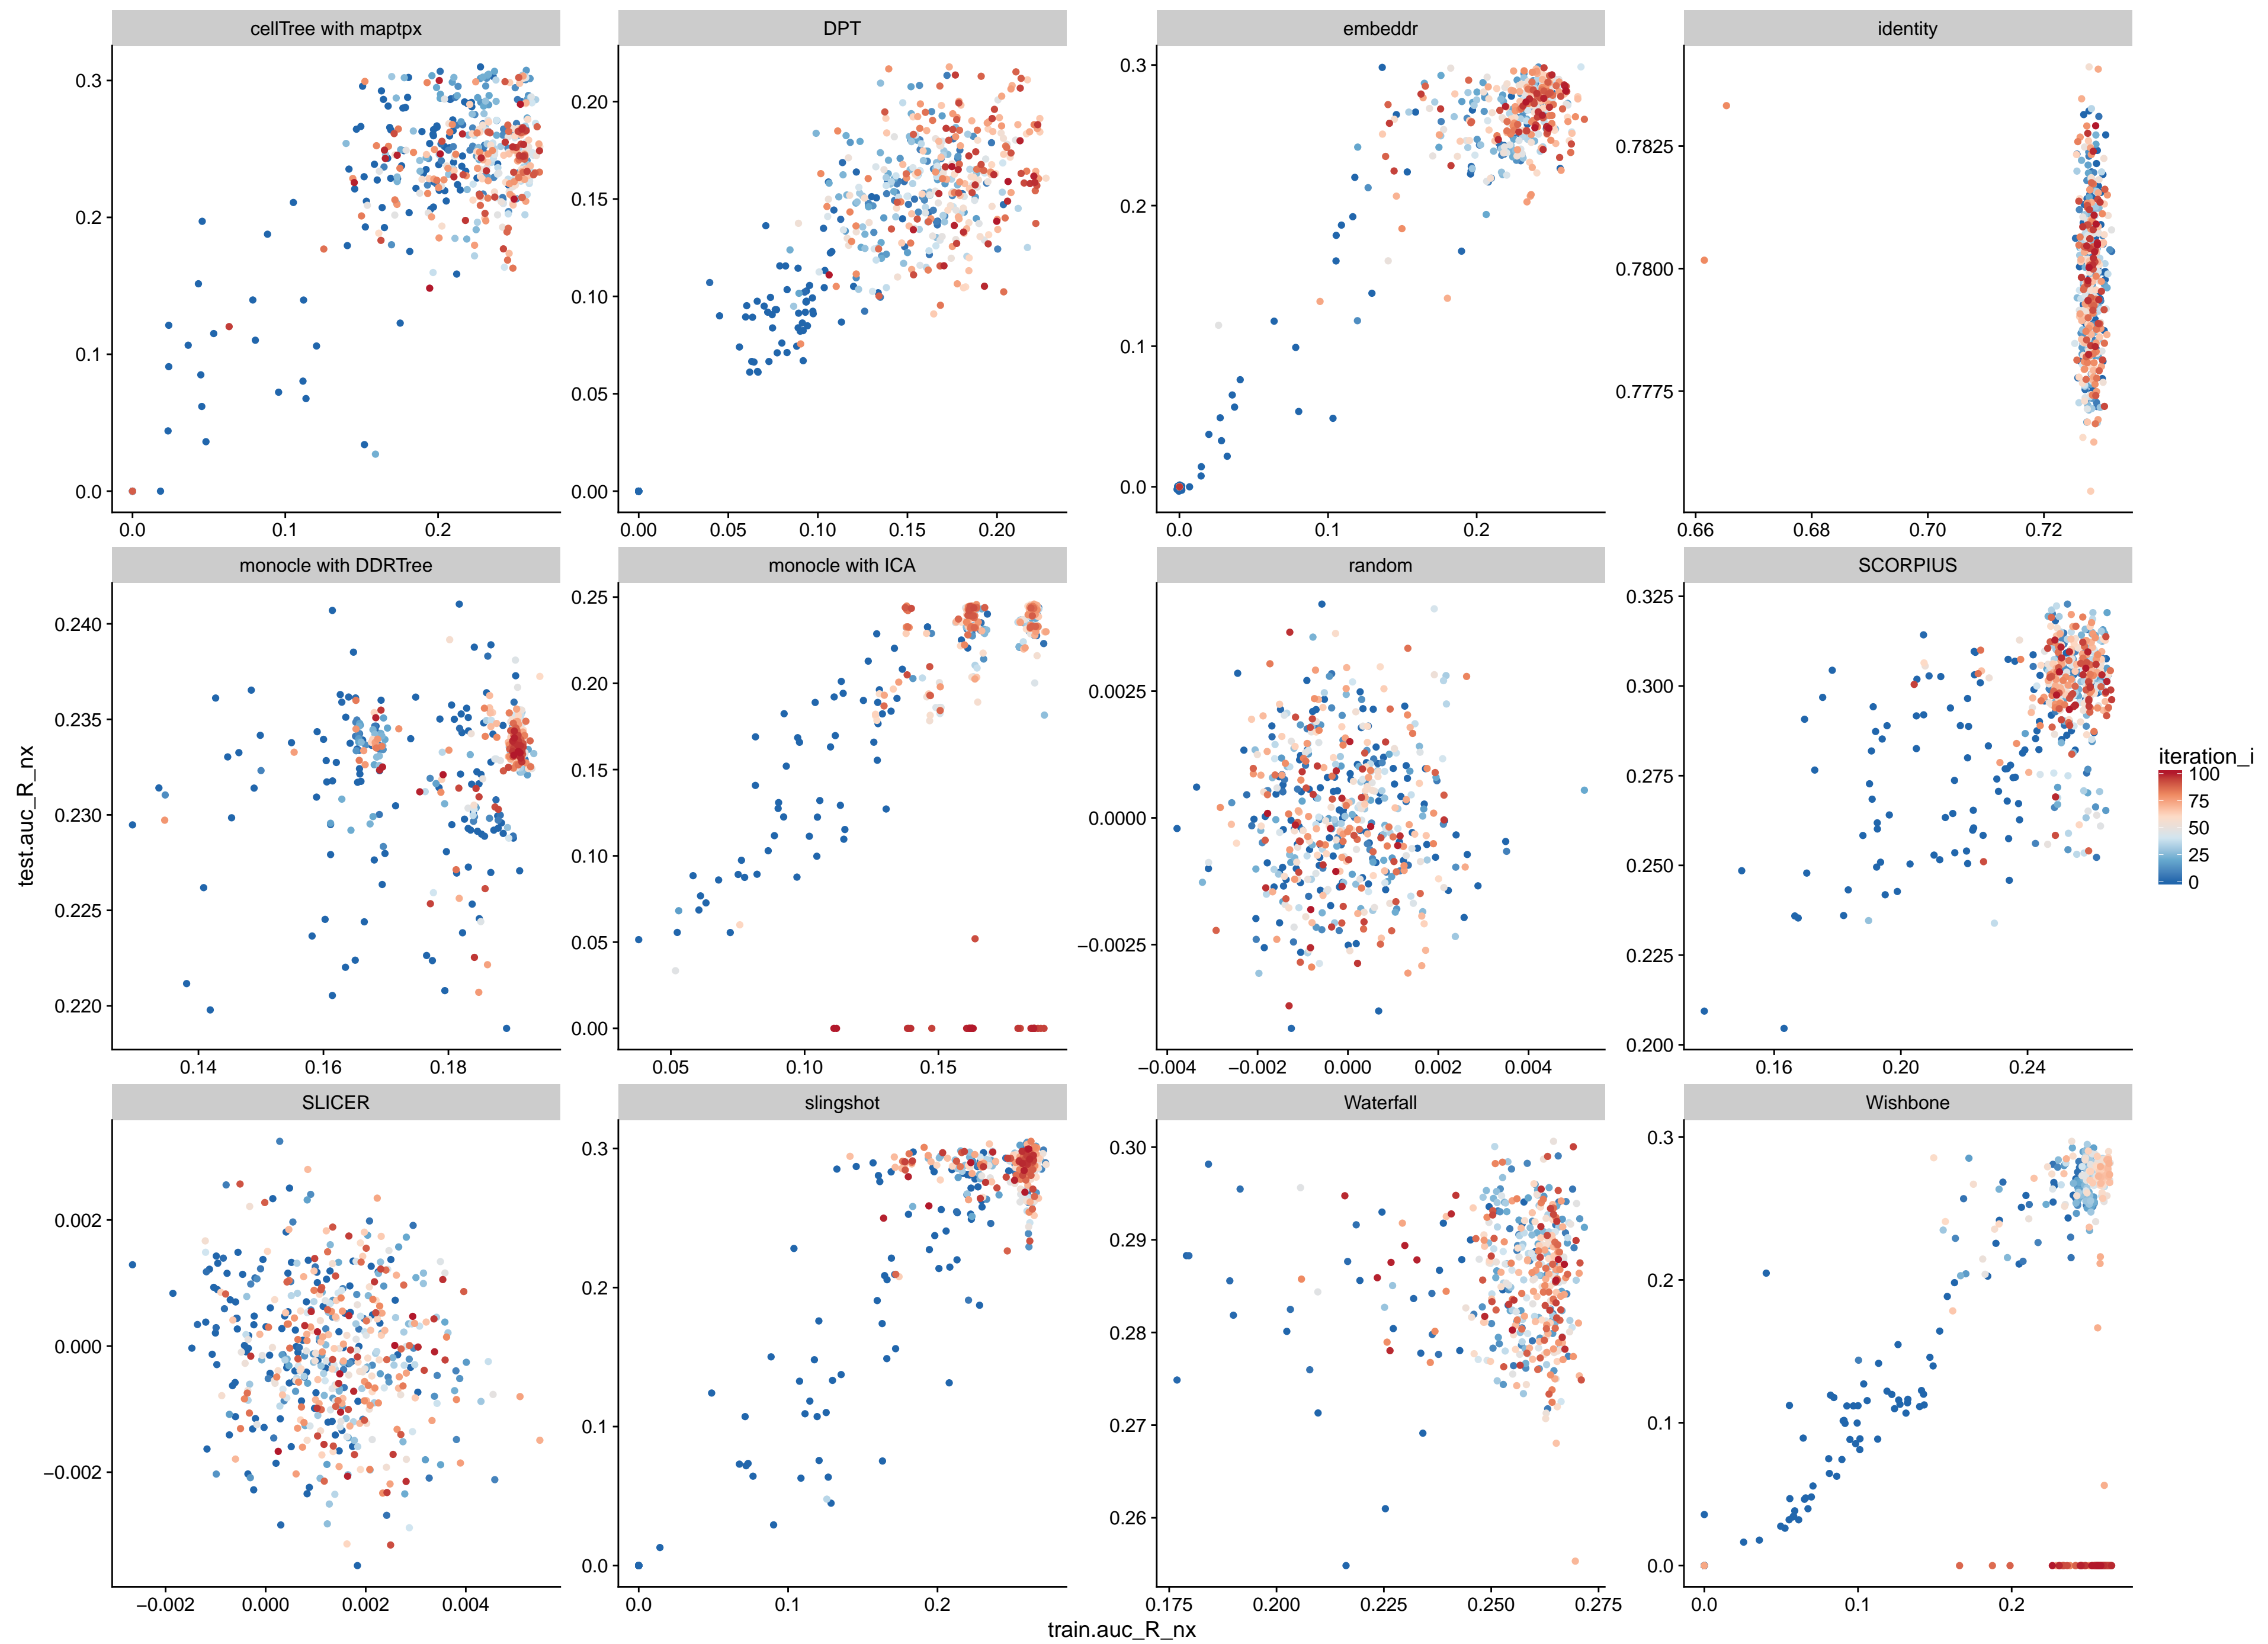 cellTree with maptpx
DPT
embeddr
identity
0.3
0.2
0.1
0.0
0.0 0.1 0.2
0.20
0.15
0.10
0.05
0.00
0.00 0.05 0.10 0.15 0.20
0.3
0.2
0.1
0.0
0.0 0.1 0.2
0.7825
0.7800
0.7775
0.66 0.68 0.70 0.72
monocle with DDRTree
monocle with ICA
random
SCORPIUS
0.240
0.235
0.230
0.225
0.220
0.14 0.16 0.18
0.25
0.20
0.15
0.10
0.05
0.00
0.05 0.10 0.15
0.0025
0.0000
−0.0025
−0.004 −0.002 0.000 0.002 0.004
0.325
0.300
0.275
0.250
0.225
0.200
0.16 0.20 0.24
SLICER
slingshot
Waterfall
Wishbone
0.002
0.000
−0.002
−0.002 0.000 0.002 0.004
0.3
0.2
0.1
0.0
0.0 0.1 0.2
0.30
0.29
0.28
0.27
0.26
0.175 0.200 0.225 0.250 0.275
0.3
0.2
0.1
0.0
0.0 0.1 0.2
train.auc_R_nx
test.auc_R_nx
iteration_i
100
75
50
25
0